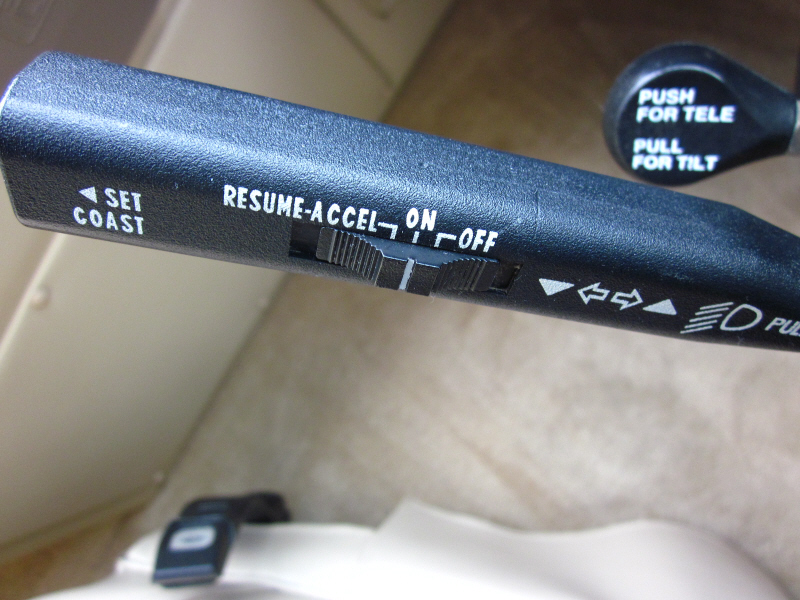 PUSH
FOR TELE
PULL
FOR TILT
SET
COAST
RESUME-ACCEL
ON
OFF